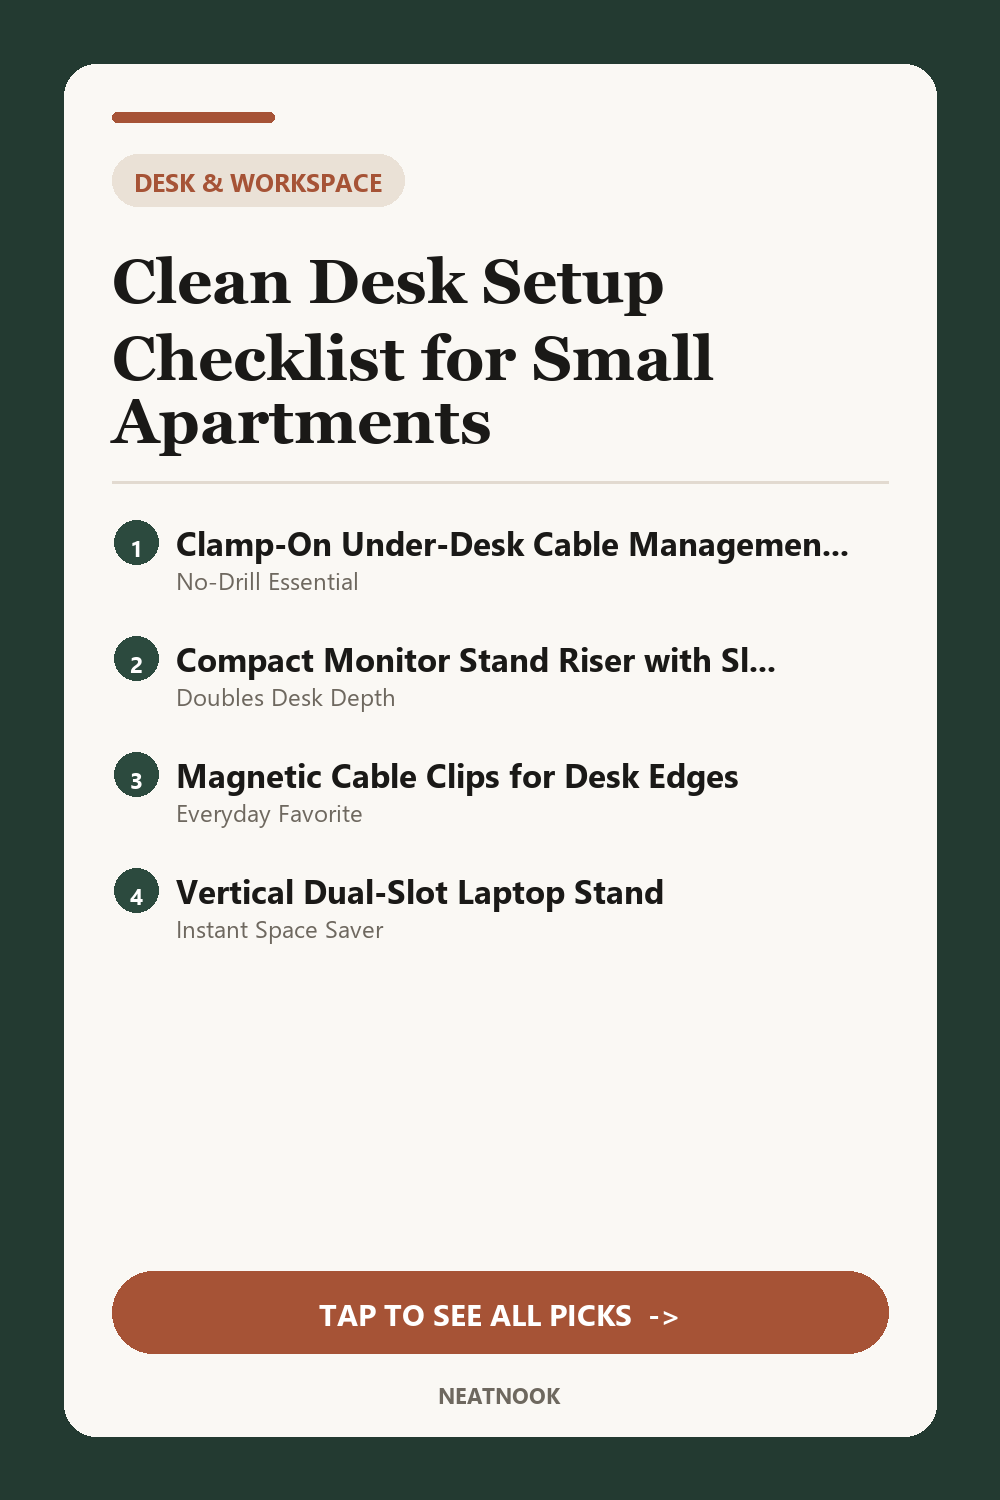 DESK & WORKSPACE
Clean Desk Setup
Checklist for Small
Apartments
1 Clamp-On Under-Desk Cable Managemen...
No-Drill Essential
2 Compact Monitor Stand Riser with Sl...
Doubles Desk Depth
3 Magnetic Cable Clips for Desk Edges
Everyday Favorite
4 Vertical Dual-Slot Laptop Stand
Instant Space Saver
TAP TO SEE ALL PICKS ->
NEATNOOK